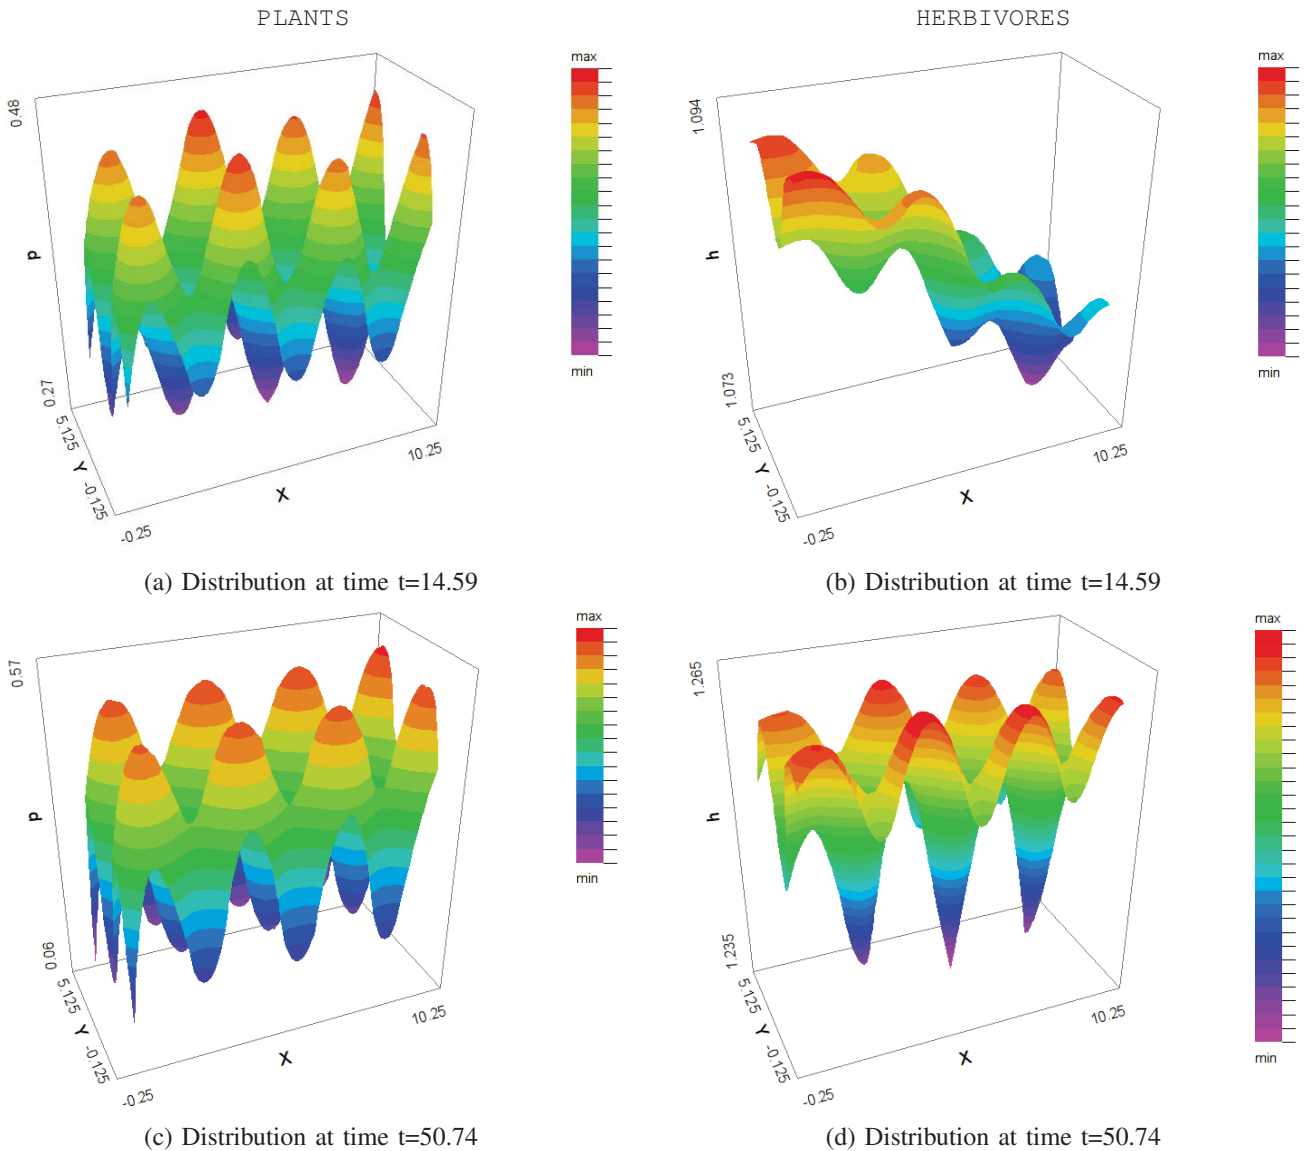 PLANTS
HERBIVORES
max
min
0.48
p
0.27
5.125
Y
-0.125
-0.25
X
10.25
max
min
1.094
h
1.073
5.125
Y
-0.125
-0.25
X
10.25
(a) Distribution at time t=14.59
(b) Distribution at time t=14.59
max
min
0.57
p
0.06
5.125
Y
-0.125
-0.25
X
10.25
max
min
1.265
h
1.235
5.125
Y
-0.125
-0.25
X
10.25
(c) Distribution at time t=50.74
(d) Distribution at time t=50.74